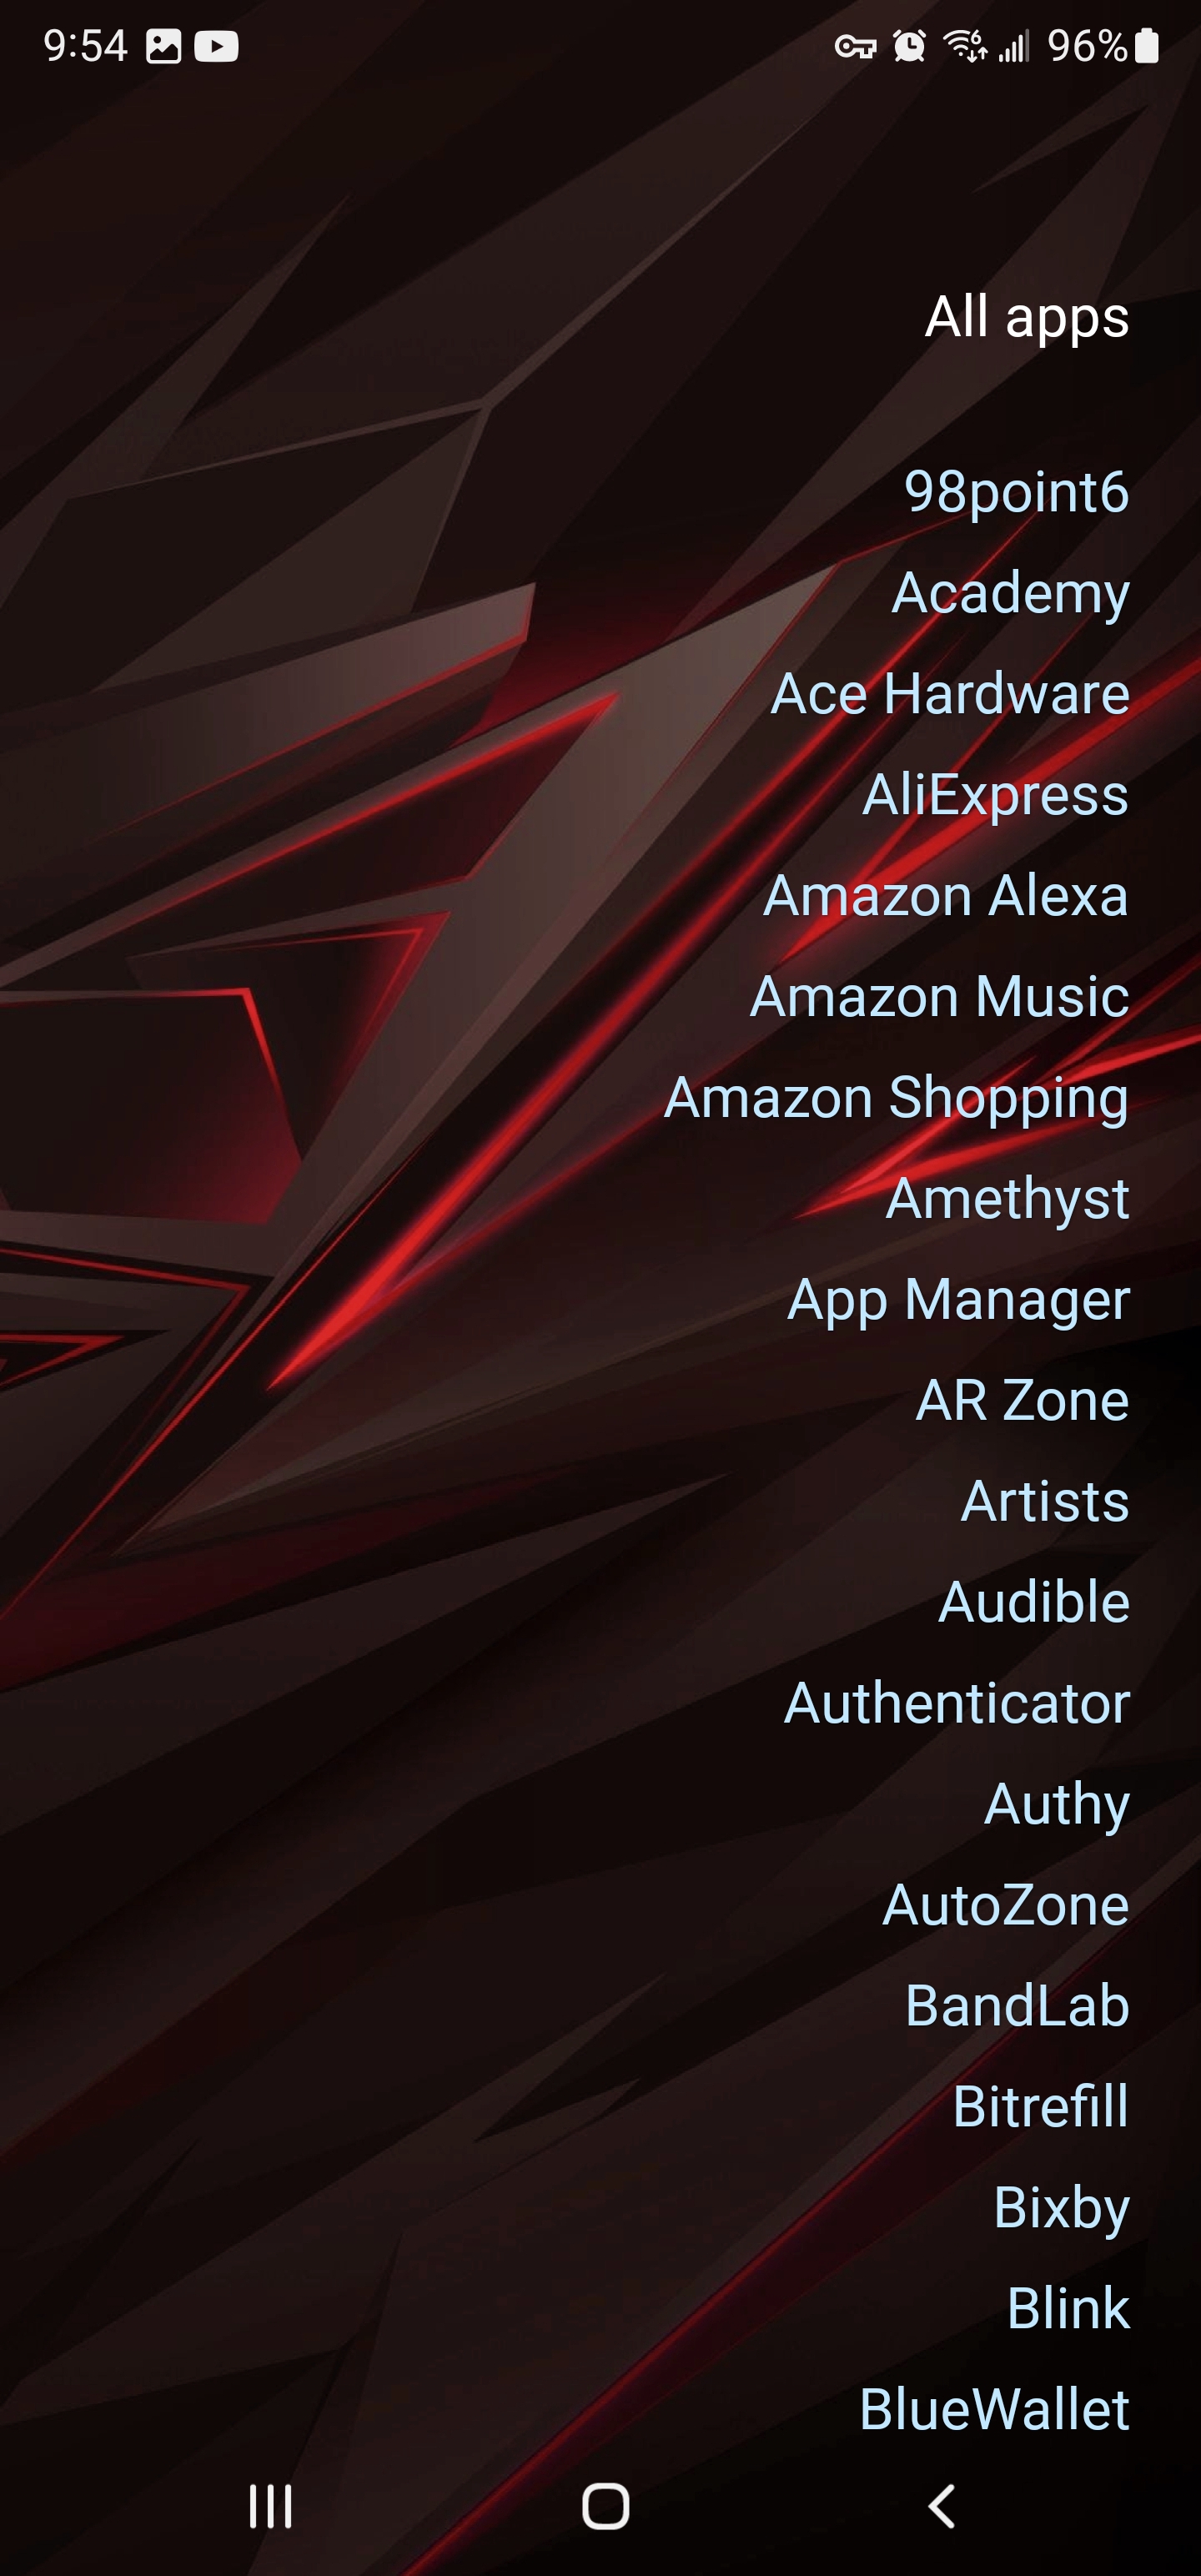 9:54
6
96%
All apps
98point6
Academy
Ace Hardware
AliExpress
Amazon Alexa
Amazon Music
Amazon Shopping
Amethyst
App Manager
AR Zone
Artists
Audible
Authenticator
Authy
AutoZone
BandLab
Bitrefill
Bixby
Blink
BlueWallet